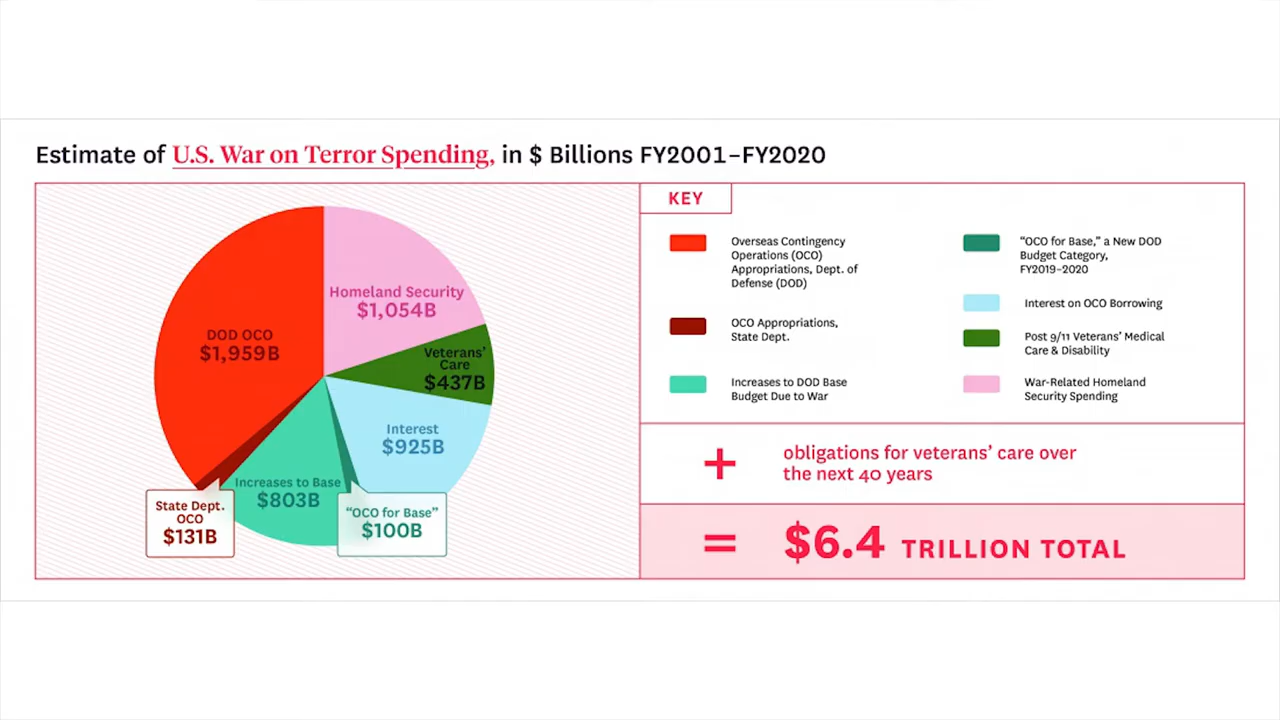 Estimate of U.S. War on Terror Spending, in $ Billions FY2001–FY2020
Homeland Security
$1,054B
DOD OCO
$1,959B
Veterans'
Care
$437B
Interest
$925B
Increases to Base
$803B
State Dept.
OCO
$131B
"OCO for Base"
$100B
KEY
Overseas Contingency
Operations (OCO)
Appropriations, Dept. of
Defense (DOD)
OCO Appropriations,
State Dept.
Increases to DOD Base
Budget Due to War
"OCO for Base," a New DOD
Budget Category,
FY2019–2020
Interest on OCO Borrowing
Post 9/11 Veterans' Medical
Care & Disability
War-Related Homeland
Security Spending
+ obligations for veterans' care over
the next 40 years
= $6.4 TRILLION TOTAL